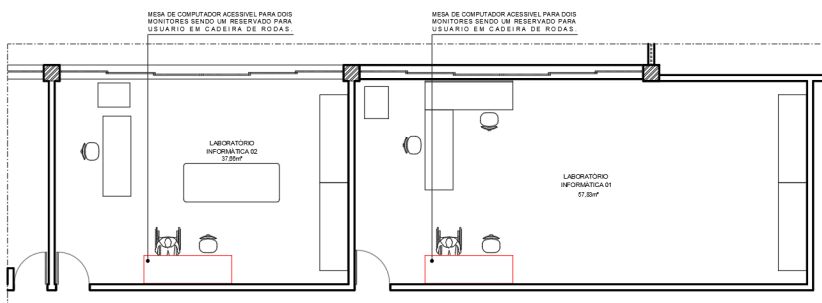 MESA DE COMPUTADOR ACESSIVEL PARA DOIS
MONITORES SENDO UM RESERVADO PARA
USUARIO EM CADEIRA DE RODAS.
MESA DE COMPUTADOR ACESSIVEL PARA DOIS
MONITORES SENDO UM RESERVADO PARA
USUARIO EM CADEIRA DE RODAS.
LABORATÓRIO
INFORMÁTICA 02
37,66m²
LABORATÓRIO
INFORMÁTICA 01
57,83m²